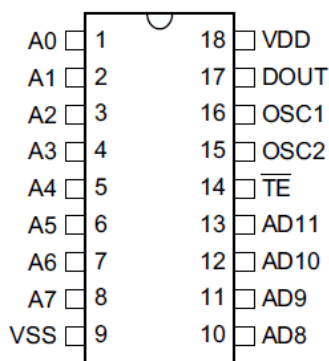 A0 1 18 VDD
A1 2 17 DOUT
A2 3 16 OSC1
A3 4 15 OSC2
A4 5 14 T̅E̅
A5 6 13 AD11
A6 7 12 AD10
A7 8 11 AD9
VSS 9 10 AD8